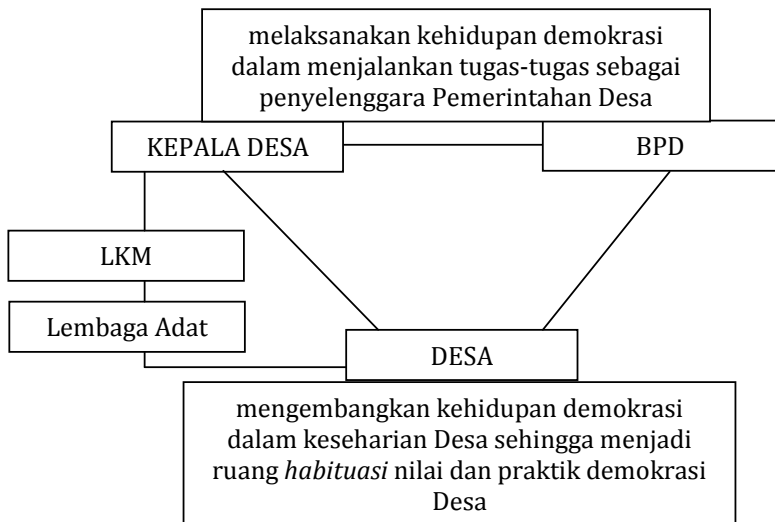 melaksanakan kehidupan demokrasi
dalam menjalankan tugas-tugas sebagai
penyelenggara Pemerintahan Desa
KEPALA DESA
BPD
LKM
Lembaga Adat
DESA
mengembangkan kehidupan demokrasi
dalam keseharian Desa sehingga menjadi
ruang habituasi nilai dan praktik demokrasi
Desa